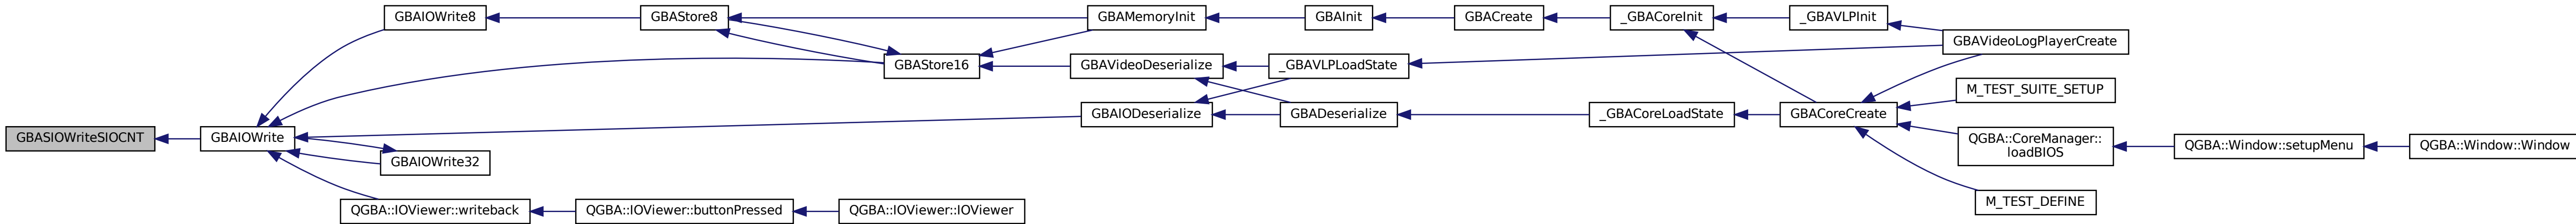 GBASIOWriteSIOCNT
GBAIOWrite
GBAIOWrite8
GBAStore8
GBAStore16
GBAMemoryInit
GBAInit
GBACreate
_GBACoreInit
_GBAVLPInit
GBAVideoLogPlayerCreate
GBAVideoDeserialize
_GBAVLPLoadState
GBAIODeserialize
GBADeserialize
_GBACoreLoadState
GBACoreCreate
M_TEST_SUITE_SETUP
QGBA::CoreManager::
loadBIOS
QGBA::Window::setupMenu
QGBA::Window::Window
M_TEST_DEFINE
GBAIOWrite32
QGBA::IOViewer::writeback
QGBA::IOViewer::buttonPressed
QGBA::IOViewer::IOViewer